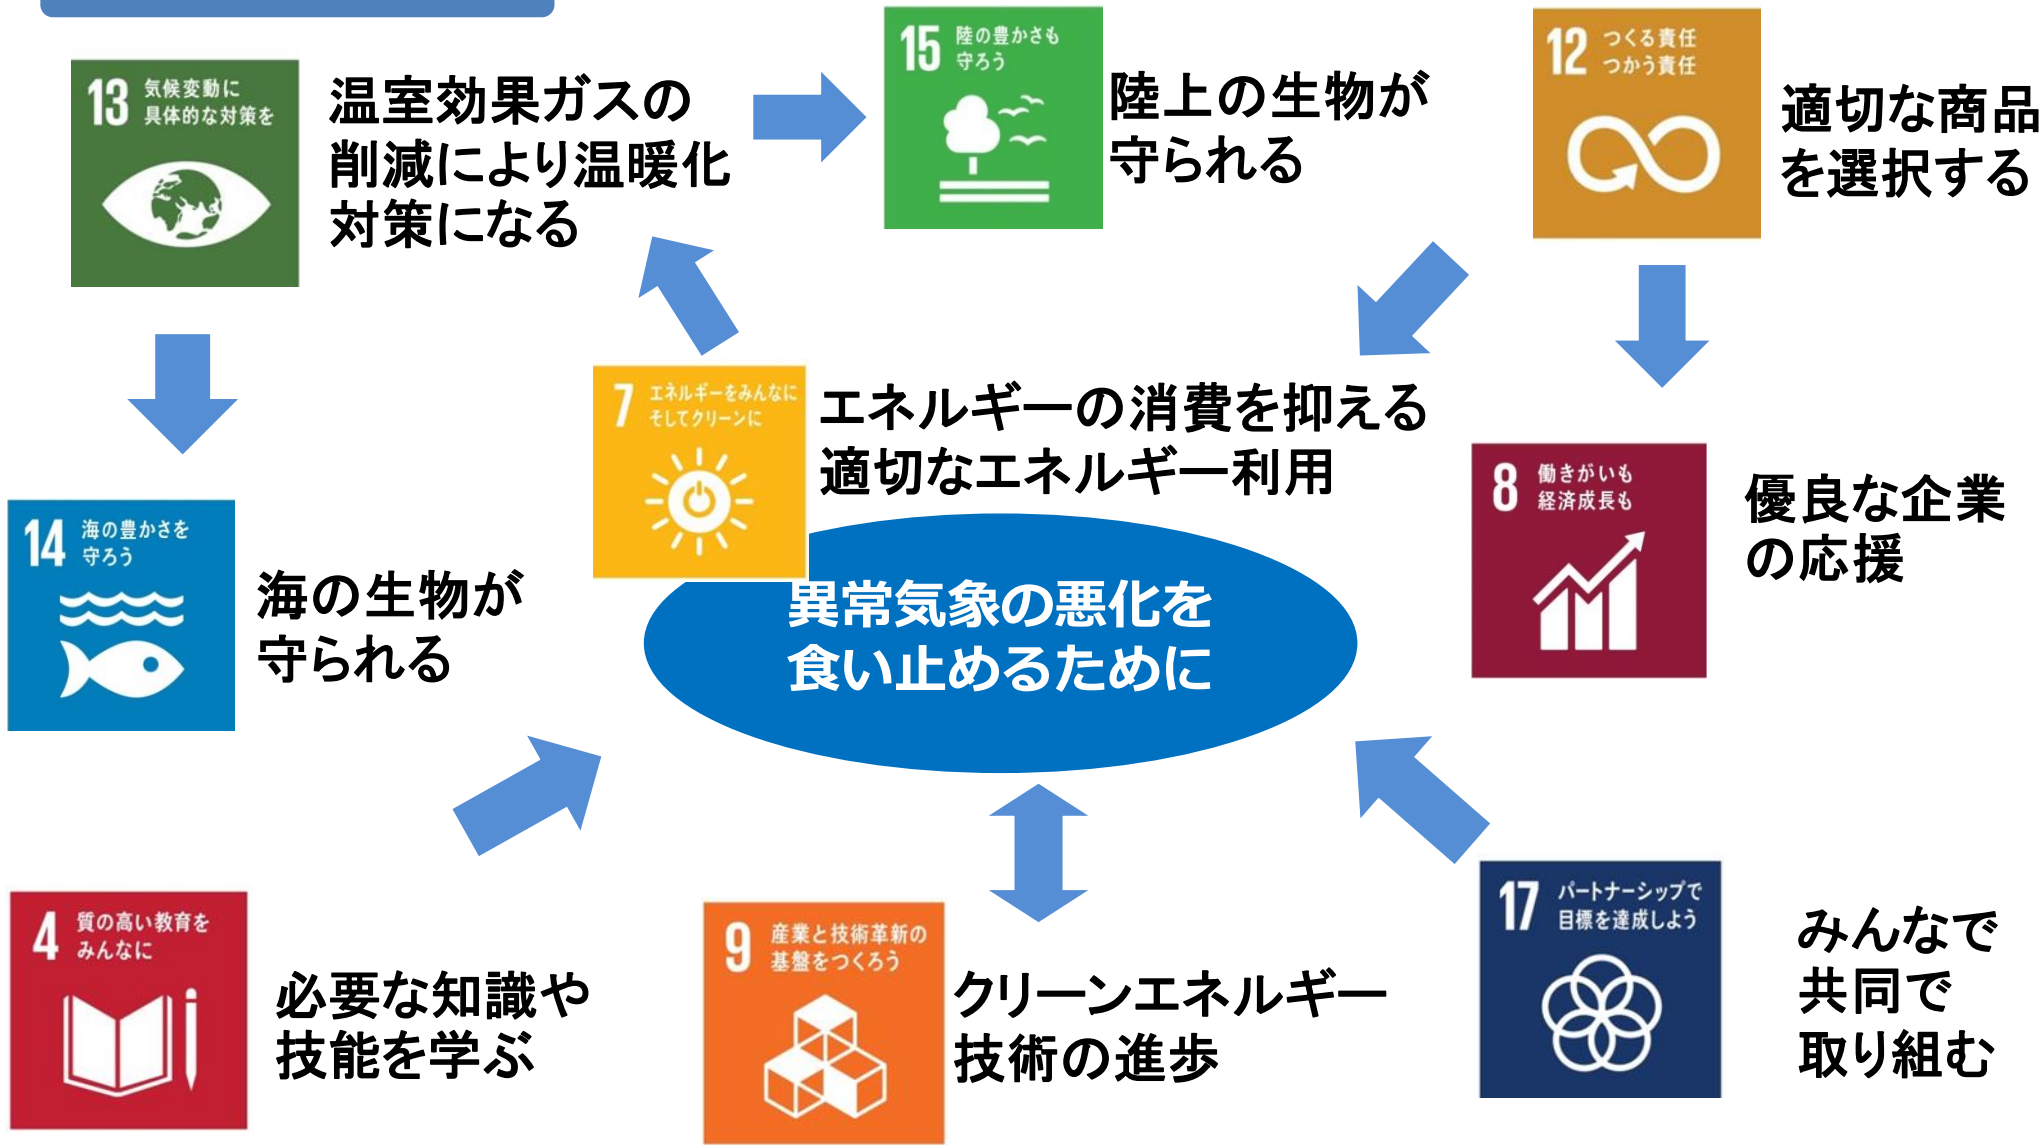 13 気候変動に
具体的な対策を
温室効果ガスの
削減により温暖化
対策になる
15 陸の豊かさも
守ろう
陸上の生物が
守られる
12 つくる責任
つかう責任
適切な商品
を選択する
7 エネルギーをみんなに
そしてクリーンに
エネルギーの消費を抑える
適切なエネルギー利用
8 働きがいも
経済成長も
優良な企業
の応援
14 海の豊かさを
守ろう
海の生物が
守られる
異常気象の悪化を
食い止めるために
4 質の高い教育を
みんなに
必要な知識や
技能を学ぶ
9 産業と技術革新の
基盤をつくろう
クリーンエネルギー
技術の進歩
17 パートナーシップで
目標を達成しよう
みんなで
共同で
取り組む